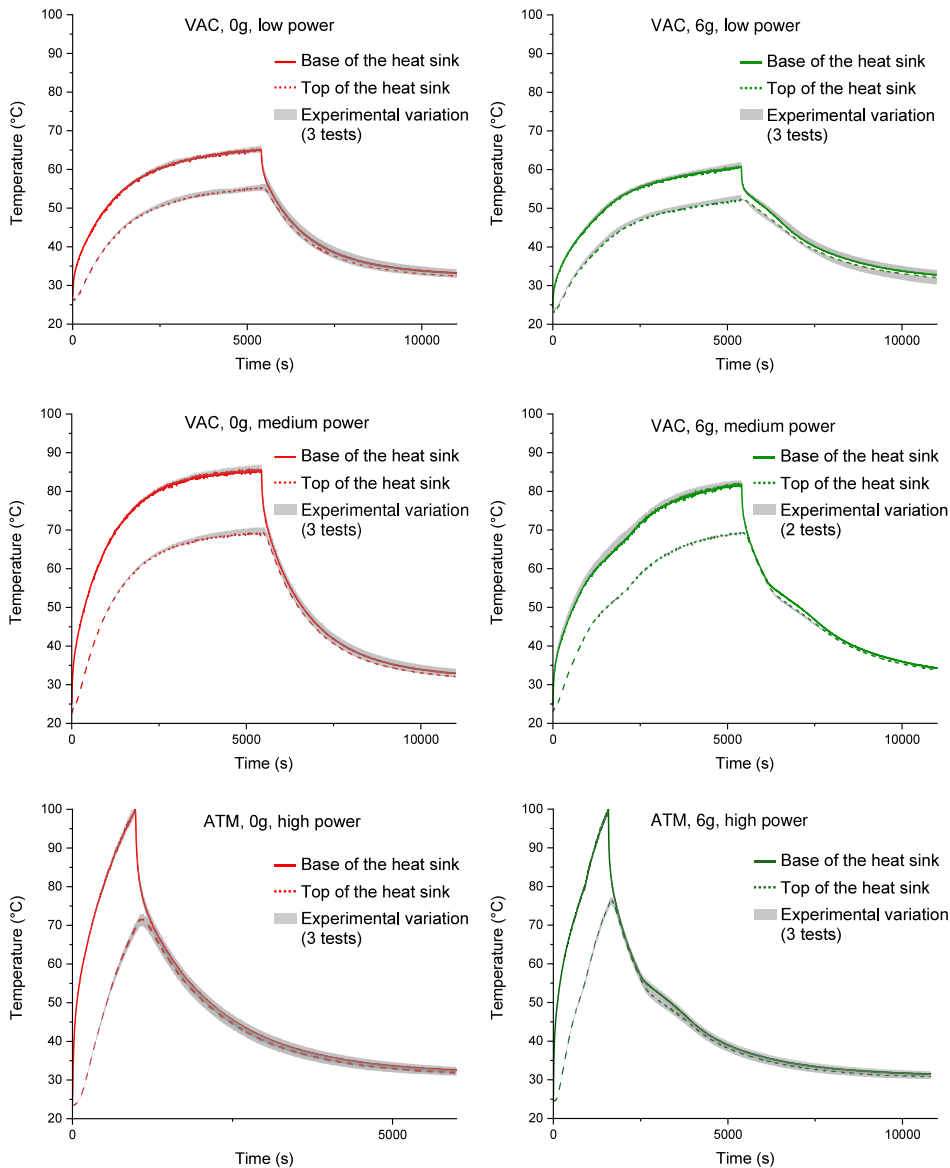 VAC, 0g, low power
Base of the heat sink
Top of the heat sink
Experimental variation
(3 tests)
Temperature (°C)
100
90
80
70
60
50
40
30
20
0
5000
10000
Time (s)
VAC, 6g, low power
Base of the heat sink
Top of the heat sink
Experimental variation
(3 tests)
Temperature (°C)
100
90
80
70
60
50
40
30
20
0
5000
10000
Time (s)
VAC, 0g, medium power
Base of the heat sink
Top of the heat sink
Experimental variation
(3 tests)
Temperature (°C)
100
90
80
70
60
50
40
30
20
0
5000
10000
Time (s)
VAC, 6g, medium power
Base of the heat sink
Top of the heat sink
Experimental variation
(2 tests)
Temperature (°C)
100
90
80
70
60
50
40
30
20
0
5000
10000
Time (s)
ATM, 0g, high power
Base of the heat sink
Top of the heat sink
Experimental variation
(3 tests)
Temperature (°C)
100
90
80
70
60
50
40
30
20
0
5000
Time (s)
ATM, 6g, high power
Base of the heat sink
Top of the heat sink
Experimental variation
(3 tests)
Temperature (°C)
100
90
80
70
60
50
40
30
20
0
5000
10000
Time (s)